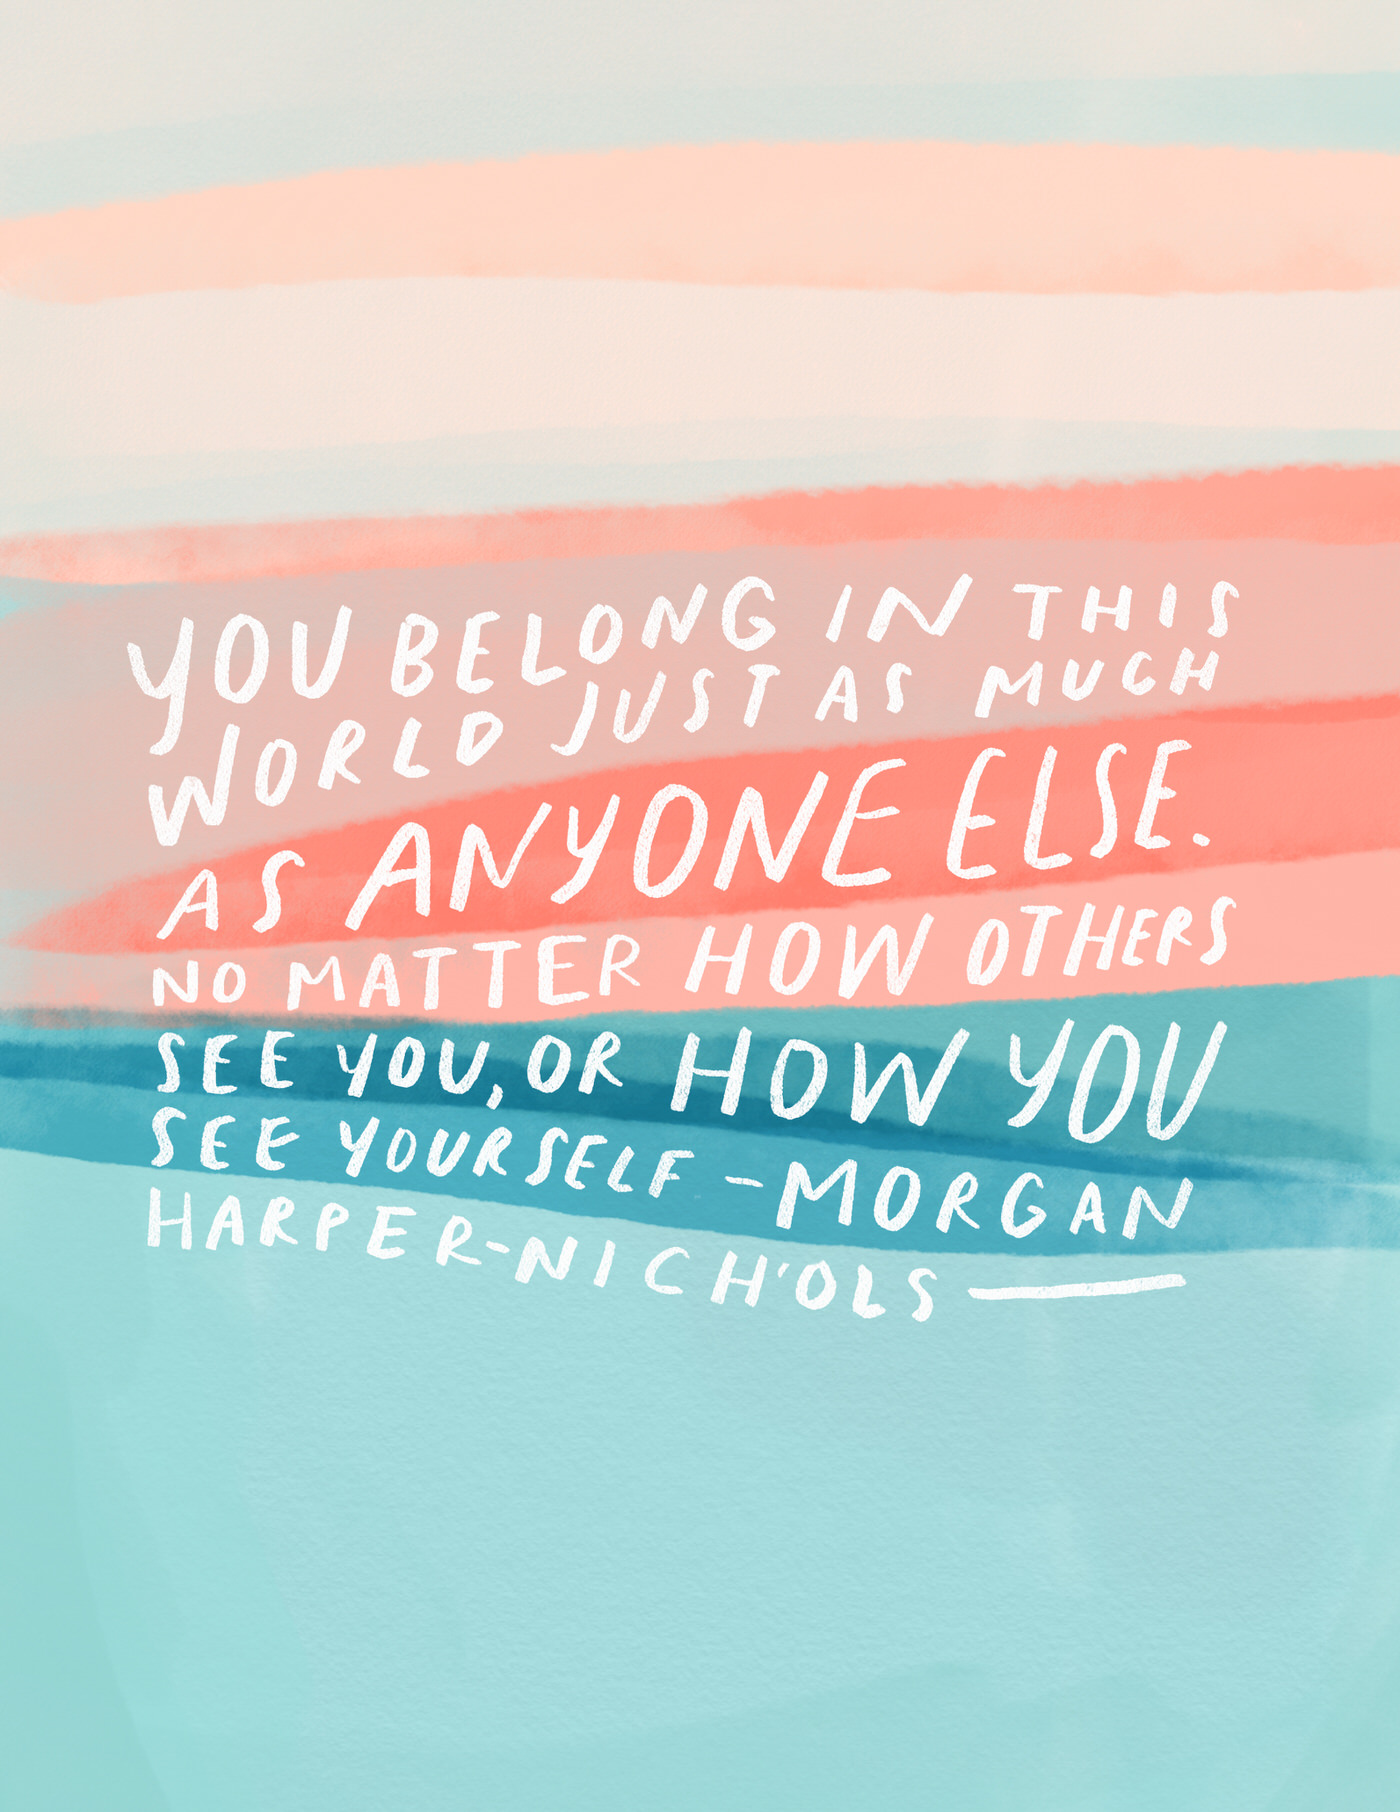 YOU BELONG IN THIS
WORLD JUST AS MUCH
AS ANYONE ELSE.
NO MATTER HOW OTHERS
SEE YOU, OR HOW YOU
SEE YOURSELF - MORGAN
HARPER-NICH'OLS —